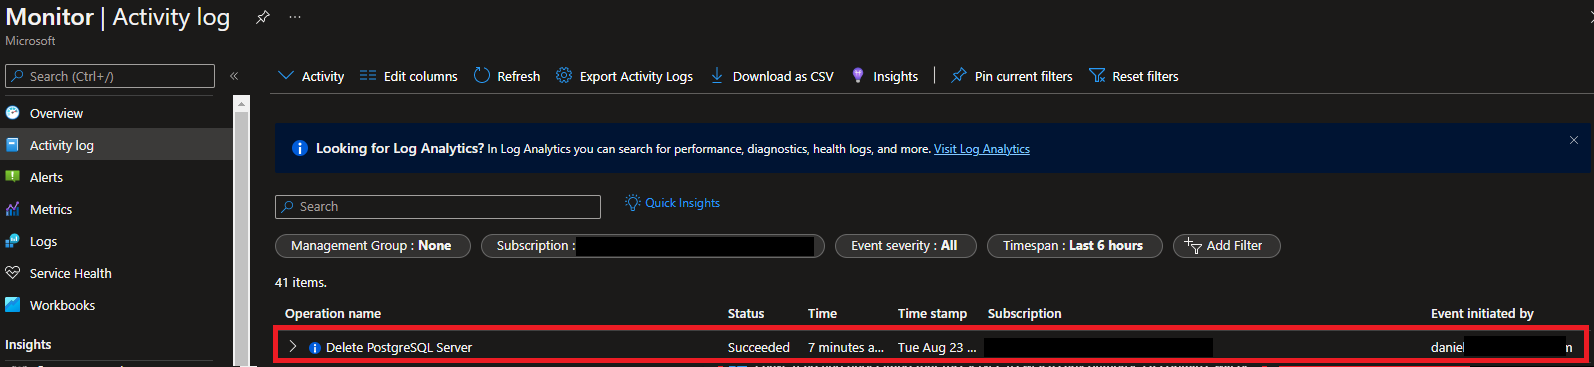 Monitor | Activity log
Microsoft
Search (Ctrl+/)
Overview
Activity log
Alerts
Metrics
Logs
Service Health
Workbooks
Insights
Activity Edit columns Refresh Export Activity Logs Download as CSV Insights Pin current filters Reset filters
Looking for Log Analytics? In Log Analytics you can search for performance, diagnostics, health logs, and more. Visit Log Analytics
Search Quick Insights
Management Group : None Subscription : Event severity : All Timespan : Last 6 hours Add Filter
41 items.
Operation name Status Time Time stamp Subscription Event initiated by
Delete PostgreSQL Server Succeeded 7 minutes a... Tue Aug 23 ... daniel m